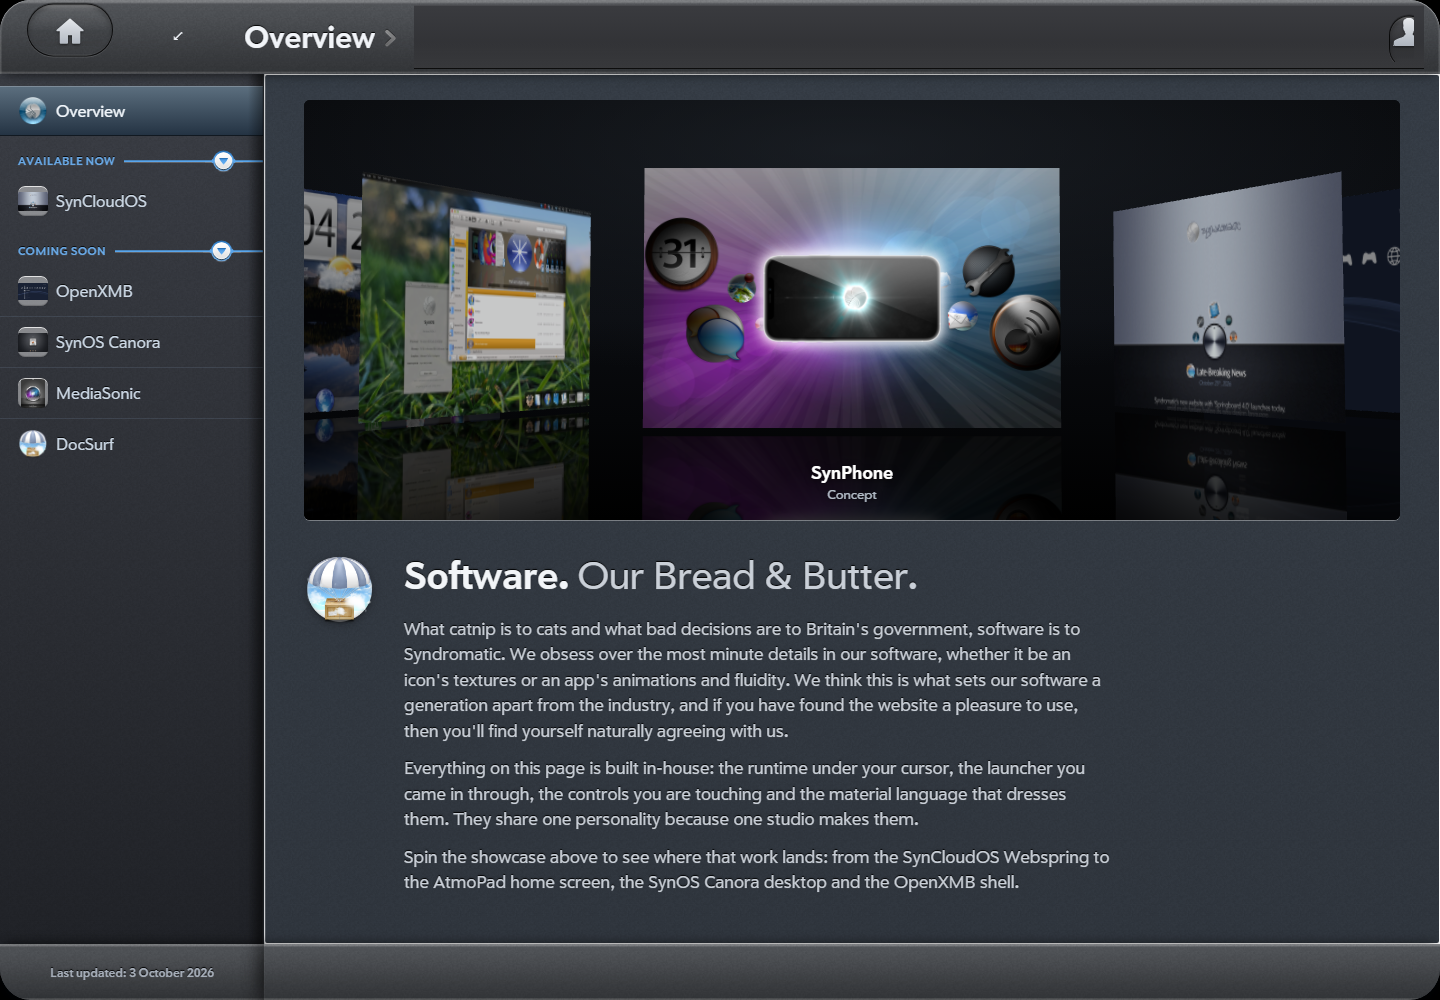 Overview
Overview
AVAILABLE NOW
SynCloudOS
COMING SOON
OpenXMB
SynOS Canora
MediaSonic
DocSurf
04
2
31
Late-Breaking News
SynPhone
Concept
Software. Our Bread & Butter.
What catnip is to cats and what bad decisions are to Britain's government, software is to
Syndromatic. We obsess over the most minute details in our software, whether it be an
icon's textures or an app's animations and fluidity. We think this is what sets our software a
generation apart from the industry, and if you have found the website a pleasure to use,
then you'll find yourself naturally agreeing with us.
Everything on this page is built in-house: the runtime under your cursor, the launcher you
came in through, the controls you are touching and the material language that dresses
them. They share one personality because one studio makes them.
Spin the showcase above to see where that work lands: from the SynCloudOS Webspring to
the AtmoPad home screen, the SynOS Canora desktop and the OpenXMB shell.
Last updated: 3 October 2026